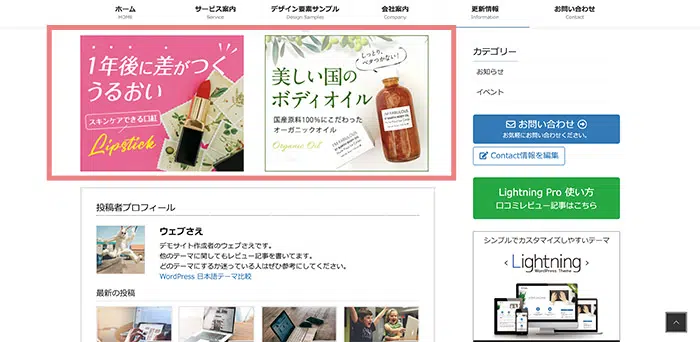 ホーム
HOME
サービス案内
Service
デザイン要素サンプル
Design Samples
会社案内
Company
更新情報
Information
お問い合わせ
Contact
1年後に差がつく
うるおい
スキンケアできる口紅
Lipstick
しっとり、
ベタつかない!
美しい国の
ボディオイル
国産原料100%にこだわった
オーガニックオイル
Organic Oil
カテゴリー
お知らせ
イベント
お問い合わせ
お気軽にお問い合わせください。
Contact情報を編集
Lightning Pro 使い方
口コミレビュー記事はこちら
シンプルでカスタマイズしやすいテーマ
Lightning
WordPress Theme
投稿者プロフィール
ウェブさえ
デモサイト作成者のウェブさえです。
他のテーマに関してもレビュー記事を書いてます。
どのテーマにするか迷っている人はぜひ参考にしてください。
WordPress 日本語テーマ比較
最新の投稿